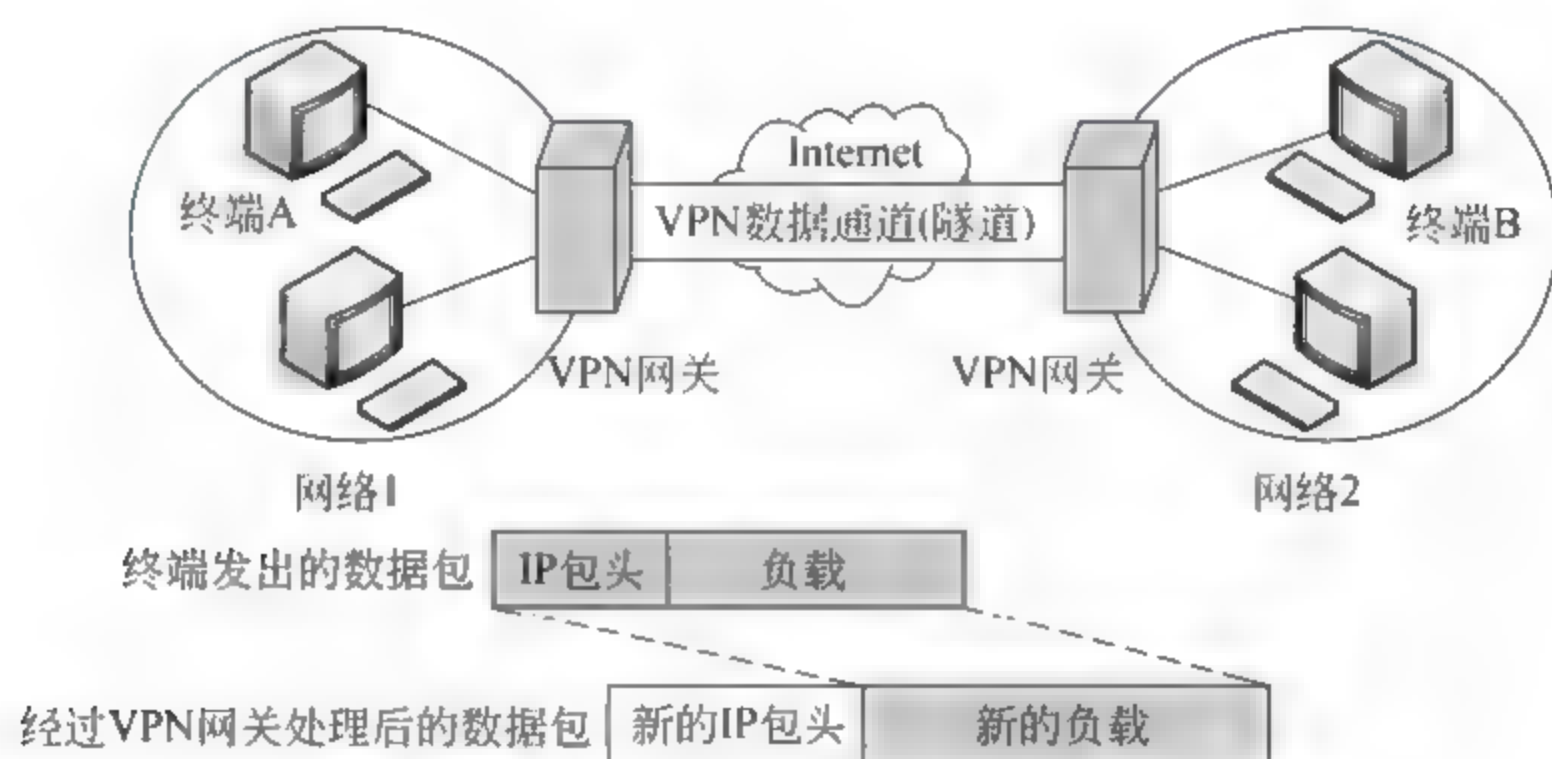 Internet
VPN数据通道(隧道)
终端A
终端B
VPN网关
VPN网关
网络1
网络2
终端发出的数据包
IP包头
负载
经过VPN网关处理后的数据包
新的IP包头
新的负载